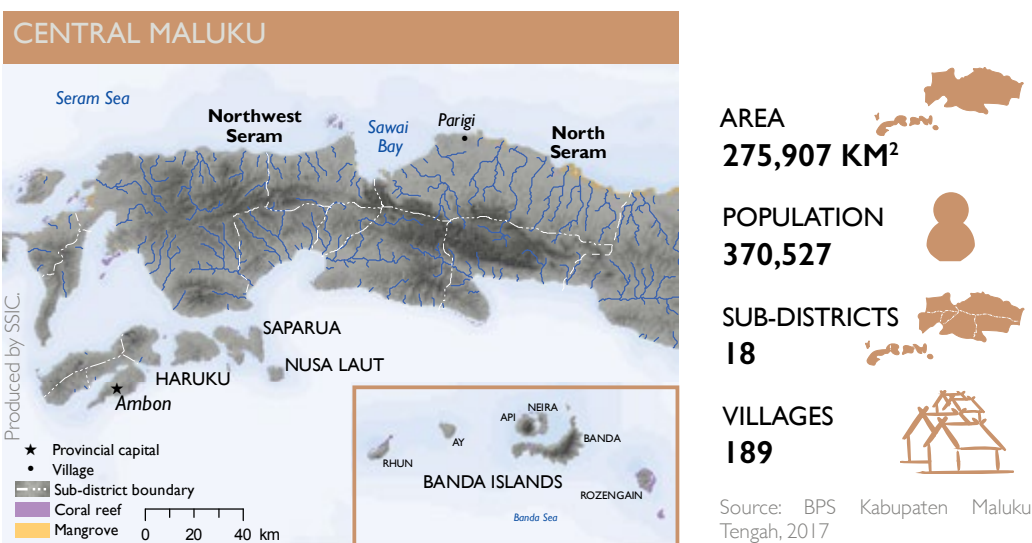 CENTRAL MALUKU
Seram Sea
Northwest
Seram
Sawai
Bay
Parigi
North
Seram
SAPARUA
NUSA LAUT
HARUKU
Ambon
Produced by SSIC.
Provincial capital
Village
Sub-district boundary
Coral reef
Mangrove
0 20 40 km
NEIRA
API
AY
BANDA
RHUN
BANDA ISLANDS
ROZENGAIN
Banda Sea
AREA
275,907 KM²
POPULATION
370,527
SUB-DISTRICTS
18
VILLAGES
189
Source: BPS Kabupaten Maluku
Tengah, 2017